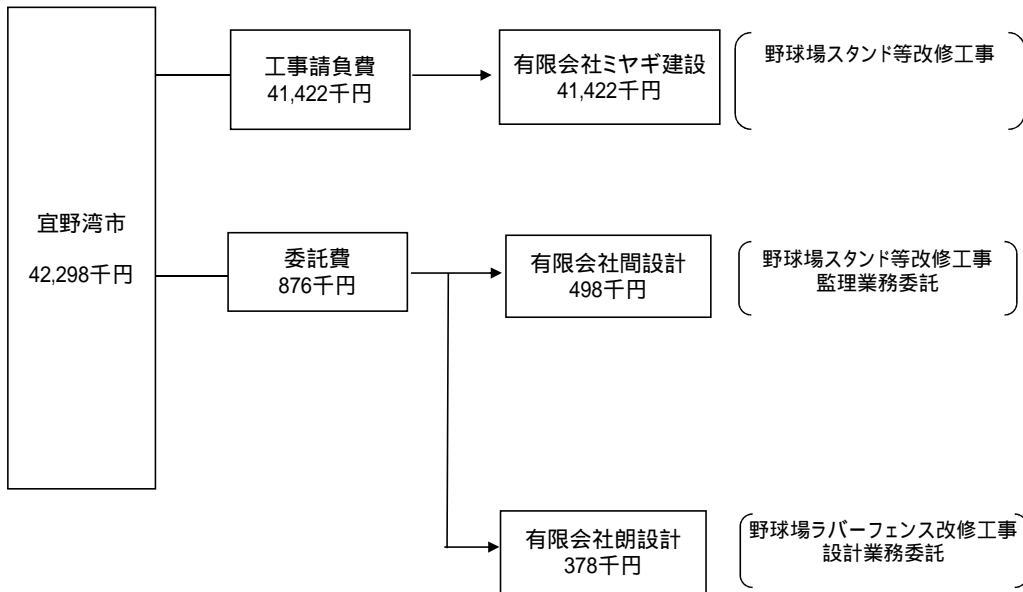 工事請負費
41,422千円
有限会社ミヤギ建設
41,422千円
野球場スタンド等改修工事
宜野湾市
42,298千円
委託費
876千円
有限会社間設計
498千円
野球場スタンド等改修工事
監理業務委託
有限会社朗設計
378千円
野球場ラバーフェンス改修工事
設計業務委託